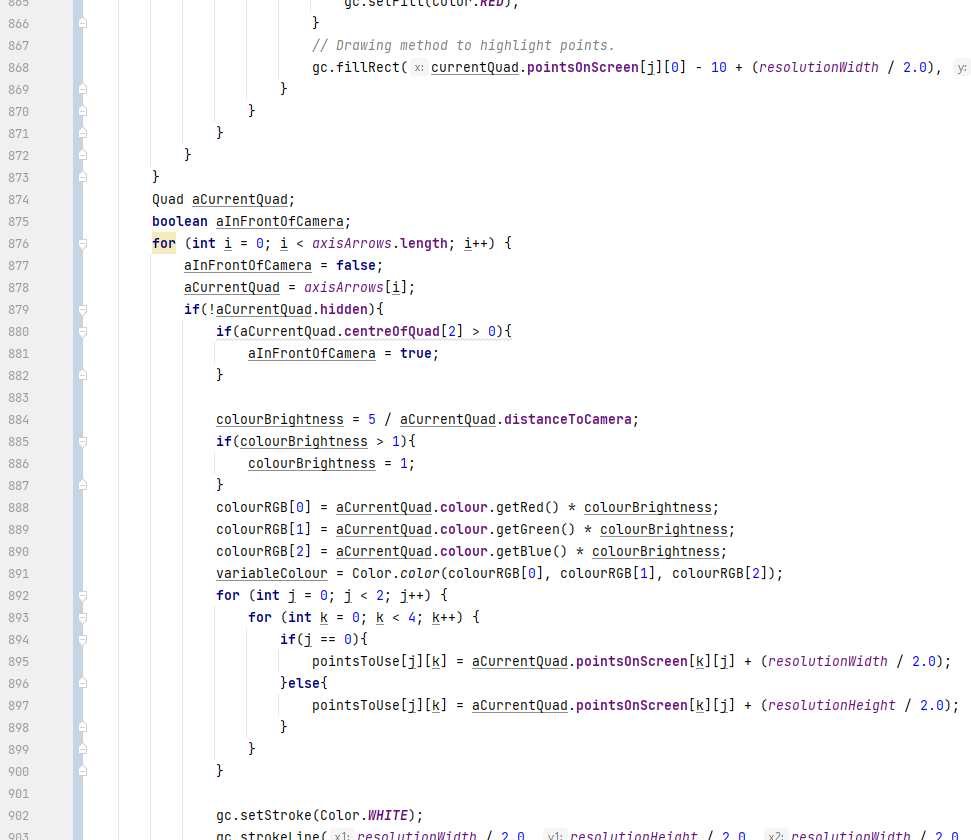 865 gc.setFill(Color.RED);
866 }
867 // Drawing method to highlight points.
868 gc.fillRect( x: currentQuad.pointsOnScreen[j][0] - 10 + (resolutionWidth / 2.0), y:
869 }
870 }
871 }
872 }
873 }
874 Quad aCurrentQuad;
875 boolean aInFrontOfCamera;
876 for (int i = 0; i < axisArrows.length; i++) {
877 aInFrontOfCamera = false;
878 aCurrentQuad = axisArrows[i];
879 if(!aCurrentQuad.hidden){
880 if(aCurrentQuad.centreOfQuad[2] > 0){
881 aInFrontOfCamera = true;
882 }
883
884 colourBrightness = 5 / aCurrentQuad.distanceToCamera;
885 if(colourBrightness > 1){
886 colourBrightness = 1;
887 }
888 colourRGB[0] = aCurrentQuad.colour.getRed() * colourBrightness;
889 colourRGB[1] = aCurrentQuad.colour.getGreen() * colourBrightness;
890 colourRGB[2] = aCurrentQuad.colour.getBlue() * colourBrightness;
891 variableColour = Color.color(colourRGB[0], colourRGB[1], colourRGB[2]);
892 for (int j = 0; j < 2; j++) {
893 for (int k = 0; k < 4; k++) {
894 if(j == 0){
895 pointsToUse[j][k] = aCurrentQuad.pointsOnScreen[k][j] + (resolutionWidth / 2.0);
896 }else{
897 pointsToUse[j][k] = aCurrentQuad.pointsOnScreen[k][j] + (resolutionHeight / 2.0);
898 }
899 }
900 }
901
902 gc.setStroke(Color.WHITE);
903 gc.strokeLine( x1: resolutionWidth / 2.0, y1: resolutionHeight / 2.0, x2: resolutionWidth / 2.0